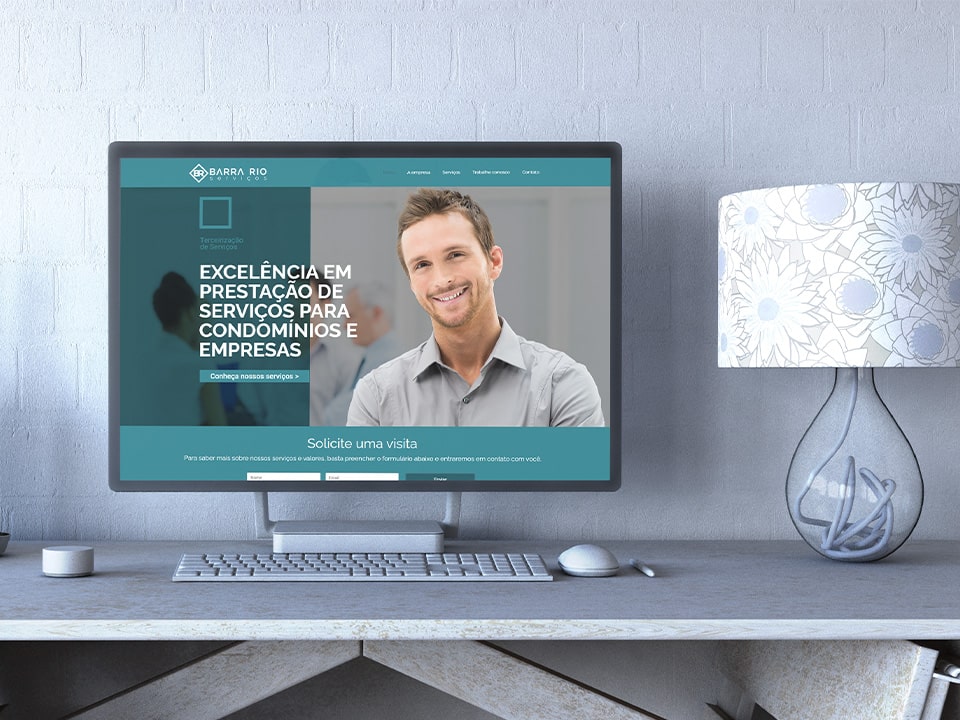 BR BARRA RIO
serviços
A empresa Serviços Trabalhe conosco Contato
Terceirização
de Serviços
EXCELÊNCIA EM
PRESTAÇÃO DE
SERVIÇOS PARA
CONDOMÍNIOS E
EMPRESAS
Conheça nossos serviços >
Solicite uma visita
Para saber mais sobre nossos serviços e valores, basta preencher o formulário abaixo e entraremos em contato com você.
Nome Email Enviar